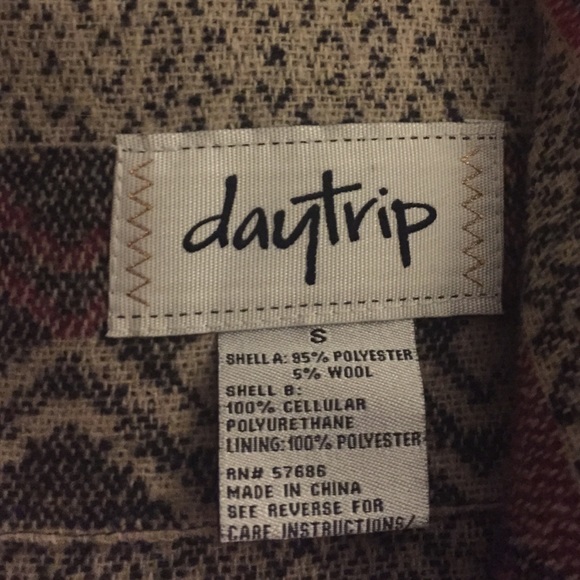 daytrip
S
SHELL A: 95% POLYESTER
5% WOOL
SHELL B:
100% CELLULAR
POLYURETHANE
LINING: 100% POLYESTER
RN# 57686
MADE IN CHINA
SEE REVERSE FOR
CARE INSTRUCTIONS/